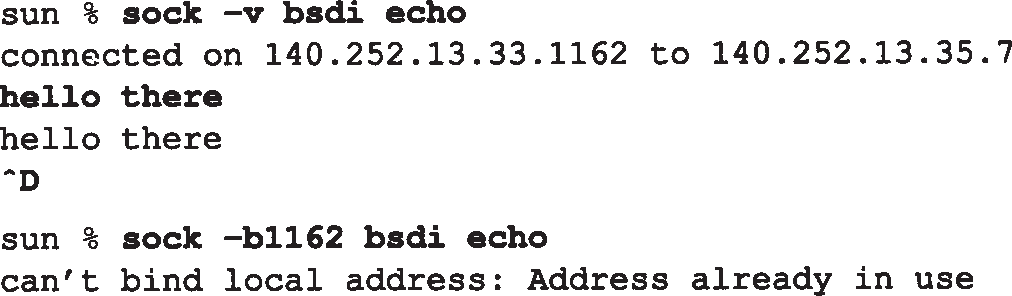 sun % sock -v bsdi echo
connected on 140.252.13.33.1162 to 140.252.13.35.7
hello there
hello there
^D
sun % sock -b1162 bsdi echo
can't bind local address: Address already in use